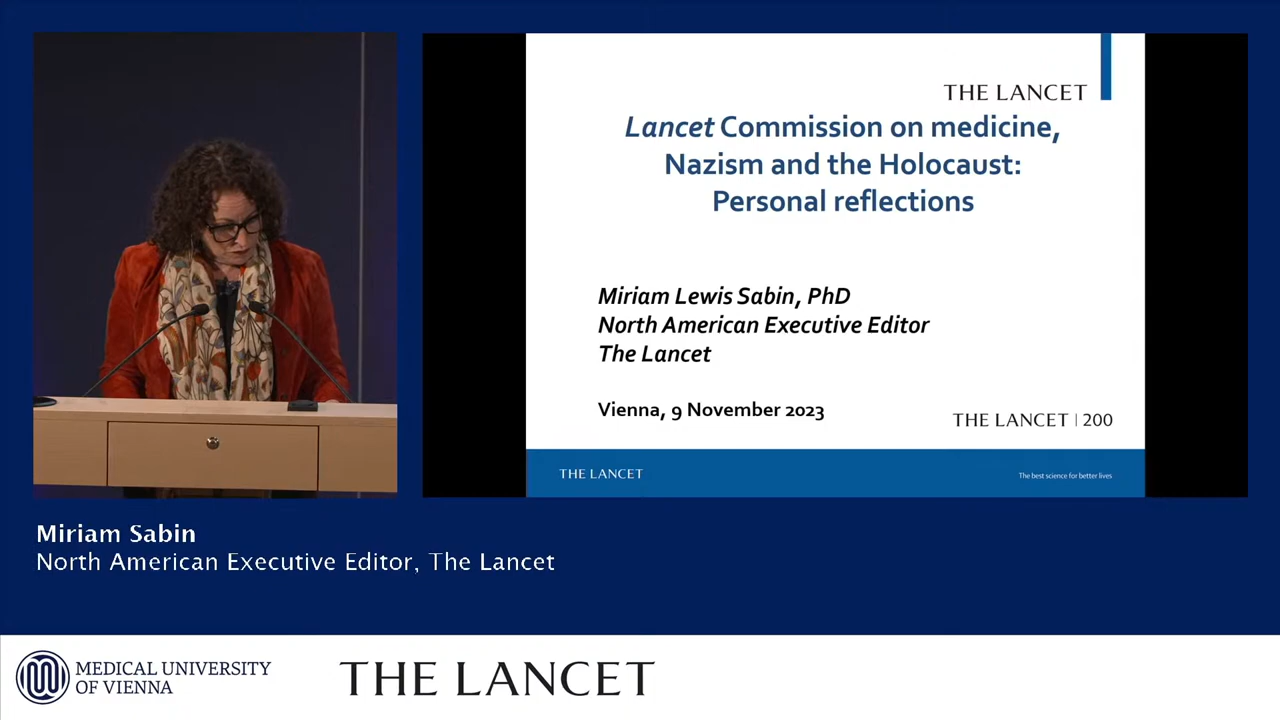 THE LANCET
Lancet Commission on medicine,
Nazism and the Holocaust:
Personal reflections
Miriam Lewis Sabin, PhD
North American Executive Editor
The Lancet
Vienna, 9 November 2023
THE LANCET | 200
THE LANCET
The best science for better lives
Miriam Sabin
North American Executive Editor, The Lancet
MEDICAL UNIVERSITY
OF VIENNA
THE LANCET